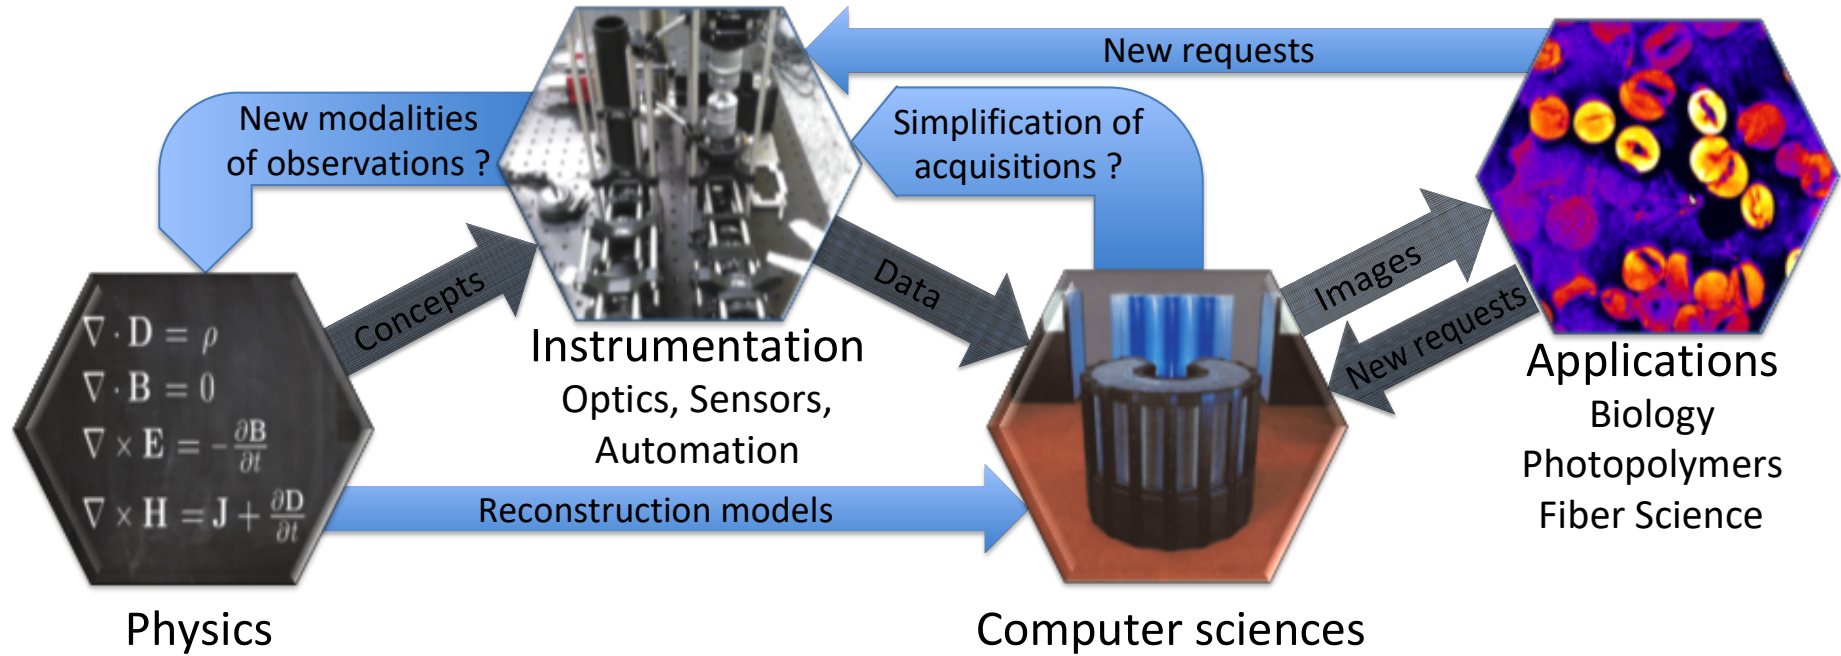 New requests
New modalities
of observations ?
Simplification of
acquisitions ?
Concepts
Data
Images
New requests
Instrumentation
Optics, Sensors,
Automation
Applications
Biology
Photopolymers
Fiber Science
∇ · D = ρ
∇ · B = 0
∇ × E = −∂B/∂t
∇ × H = J + ∂D/∂t
Reconstruction models
Physics
Computer sciences